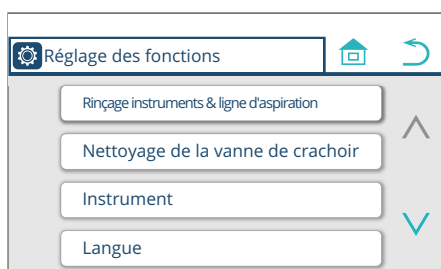 Réglage des fonctions
Rinçage instruments & ligne d'aspiration
Nettoyage de la vanne de crachoir
Instrument
Langue